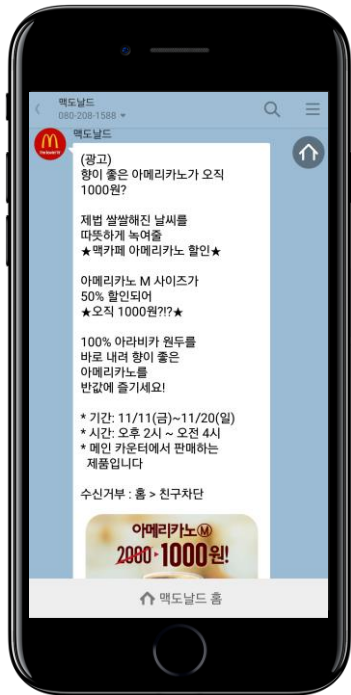 맥도날드
080-208-1588
맥도날드
(광고)
향이 좋은 아메리카노가 오직
1000원?
제법 쌀쌀해진 날씨를
따뜻하게 녹여줄
★맥카페 아메리카노 할인★
아메리카노 M 사이즈가
50% 할인되어
★오직 1000원?!?★
100% 아라비카 원두를
바로 내려 향이 좋은
아메리카노를
반값에 즐기세요!
* 기간: 11/11(금)~11/20(일)
* 시간: 오후 2시 ~ 오전 4시
* 메인 카운터에서 판매하는
제품입니다
수신거부 : 홈 > 친구차단
아메리카노Ⓜ
2000 1000원!
맥도날드 홈